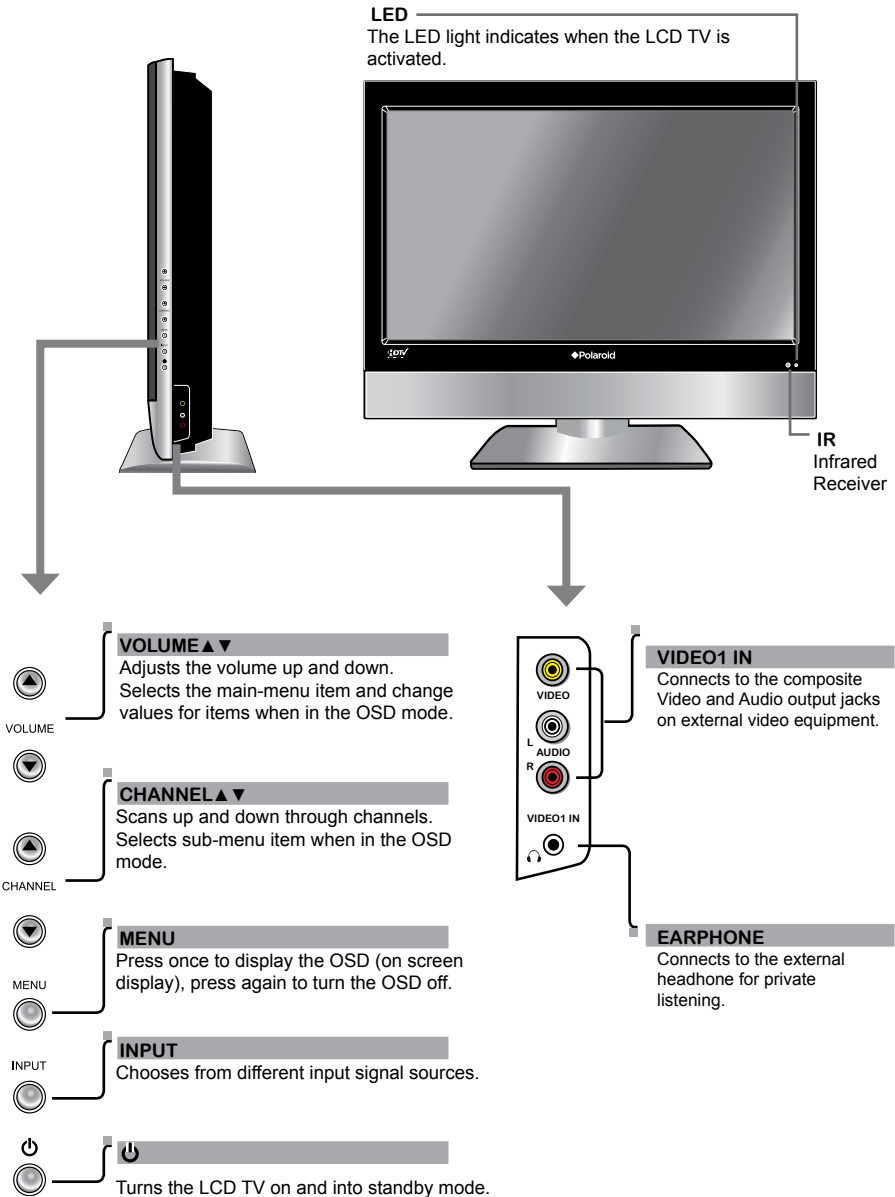 LED
The LED light indicates when the LCD TV is
activated.
HDTV
Polaroid
IR
Infrared
Receiver
VOLUME
VOLUME▲▼
Adjusts the volume up and down.
Selects the main-menu item and change
values for items when in the OSD mode.
CHANNEL
CHANNEL▲▼
Scans up and down through channels.
Selects sub-menu item when in the OSD
mode.
MENU
MENU
Press once to display the OSD (on screen
display), press again to turn the OSD off.
INPUT
INPUT
Chooses from different input signal sources.
Turns the LCD TV on and into standby mode.
VIDEO
L
AUDIO
R
VIDEO1 IN
VIDEO1 IN
Connects to the composite
Video and Audio output jacks
on external video equipment.
EARPHONE
Connects to the external
headhone for private
listening.